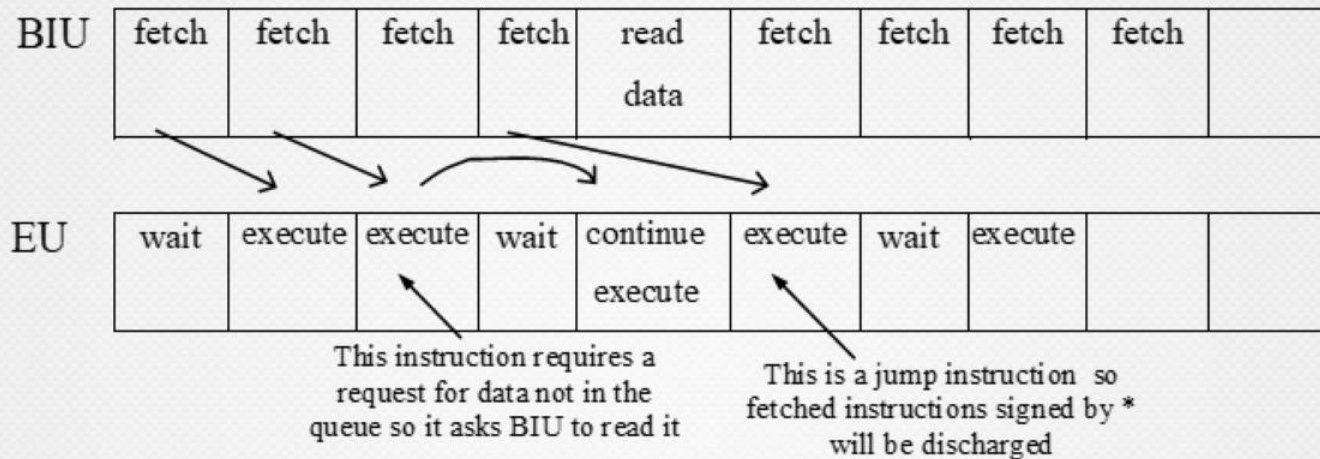 BIU fetch fetch fetch fetch read fetch fetch fetch fetch
data
EU wait execute execute wait continue execute wait execute
execute
This instruction requires a
request for data not in the
queue so it asks BIU to read it
This is a jump instruction so
fetched instructions signed by *
will be discharged